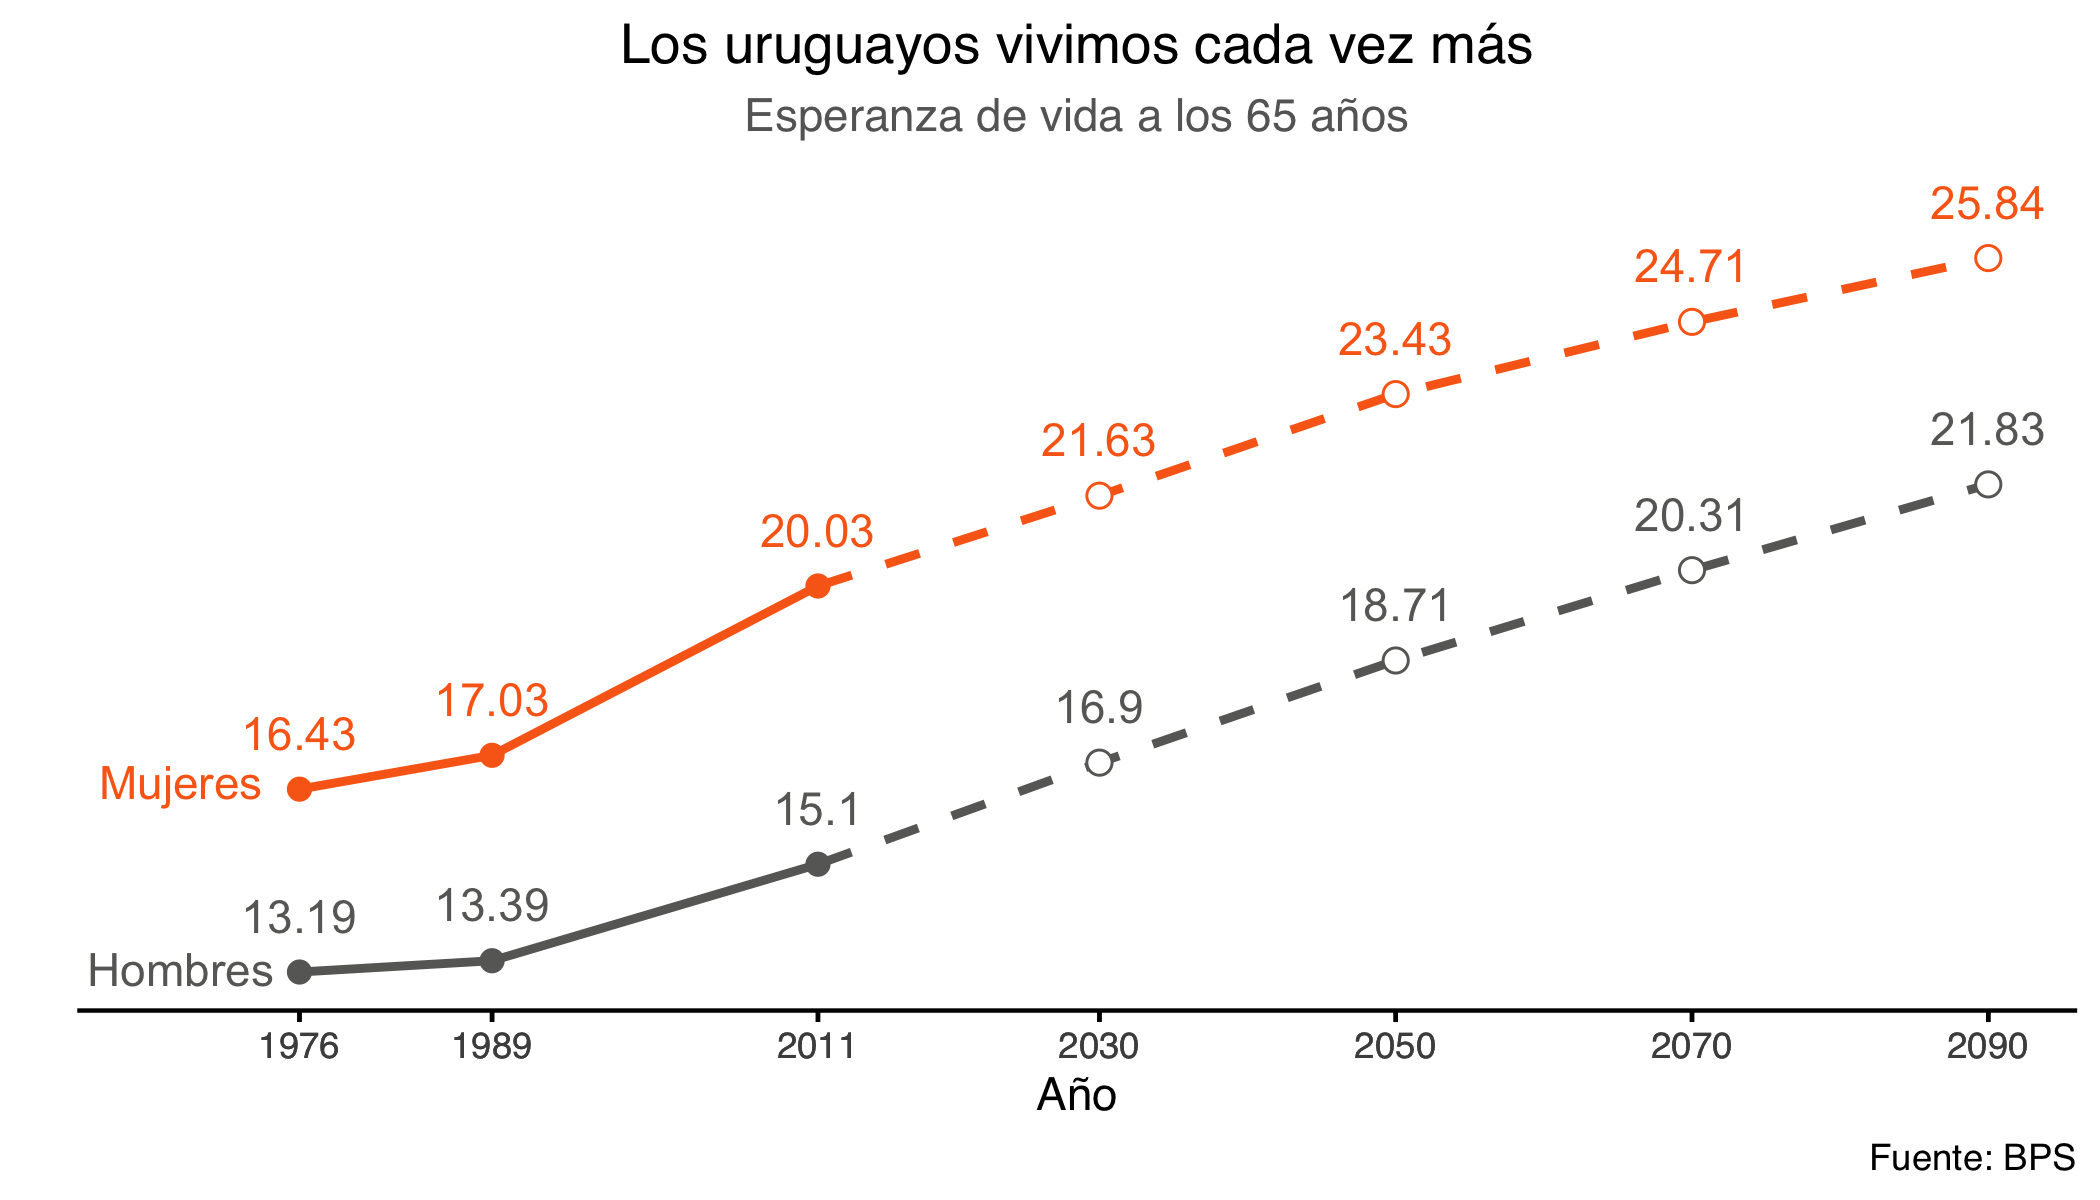 Los uruguayos vivimos cada vez más
Esperanza de vida a los 65 años
25.84
24.71
23.43
21.63
20.03
17.03
16.43
Mujeres
21.83
20.31
18.71
16.9
15.1
13.39
13.19
Hombres
1976 1989 2011 2030 2050 2070 2090
Año
Fuente: BPS